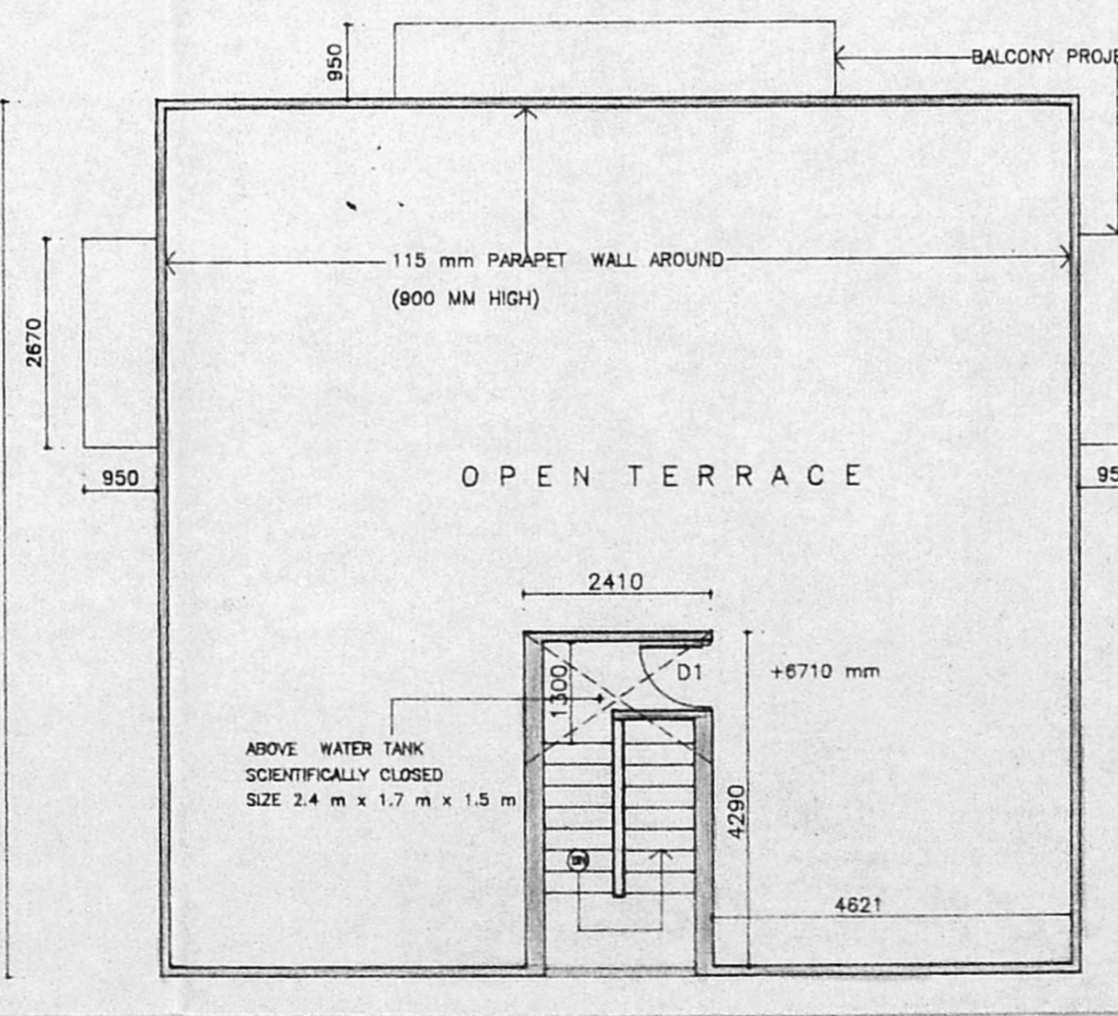 950
BALCONY PROJE
115 mm PARAPET WALL AROUND
(900 MM HIGH)
2670
950
OPEN TERRACE
95
2410
1300
D1
+6710 mm
ABOVE WATER TANK
SCIENTIFICALLY CLOSED
SIZE 2.4 m x 1.7 m x 1.5 m
4290
4621